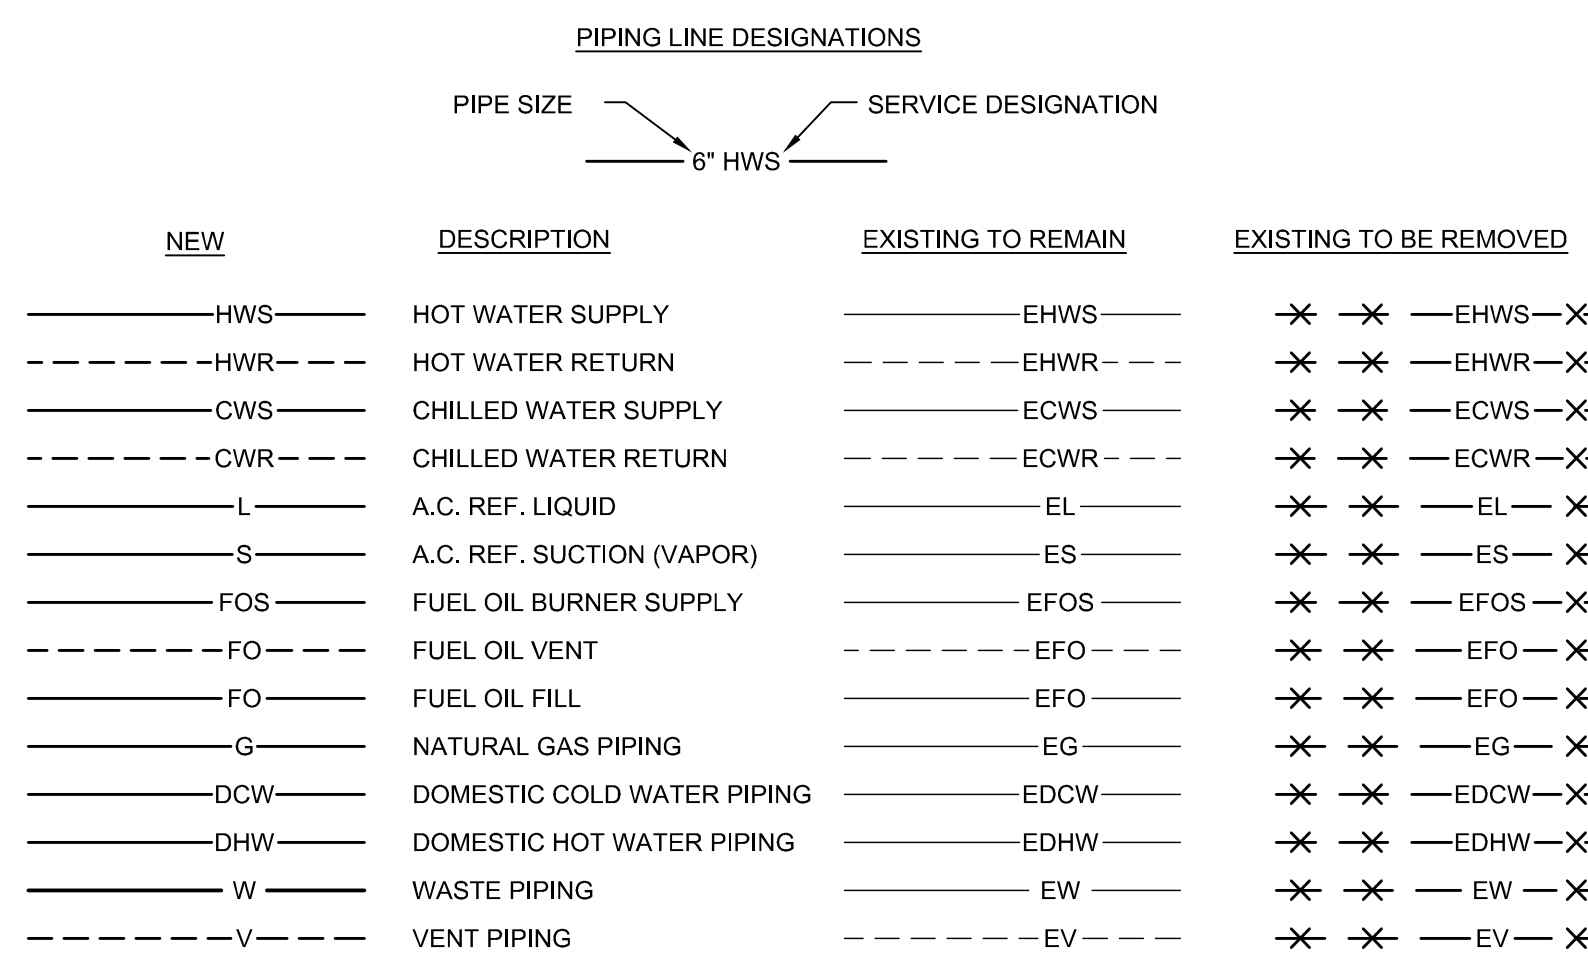 PIPING LINE DESIGNATIONS
PIPE SIZE SERVICE DESIGNATION
6" HWS
NEW DESCRIPTION EXISTING TO REMAIN EXISTING TO BE REMOVED
HWS HOT WATER SUPPLY EHWS EHWS
HWR HOT WATER RETURN EHWR EHWR
CWS CHILLED WATER SUPPLY ECWS ECWS
CWR CHILLED WATER RETURN ECWR ECWR
L A.C. REF. LIQUID EL EL
S A.C. REF. SUCTION (VAPOR) ES ES
FOS FUEL OIL BURNER SUPPLY EFOS EFOS
FO FUEL OIL VENT EFO EFO
FO FUEL OIL FILL EFO EFO
G NATURAL GAS PIPING EG EG
DCW DOMESTIC COLD WATER PIPING EDCW EDCW
DHW DOMESTIC HOT WATER PIPING EDHW EDHW
W WASTE PIPING EW EW
V VENT PIPING EV EV